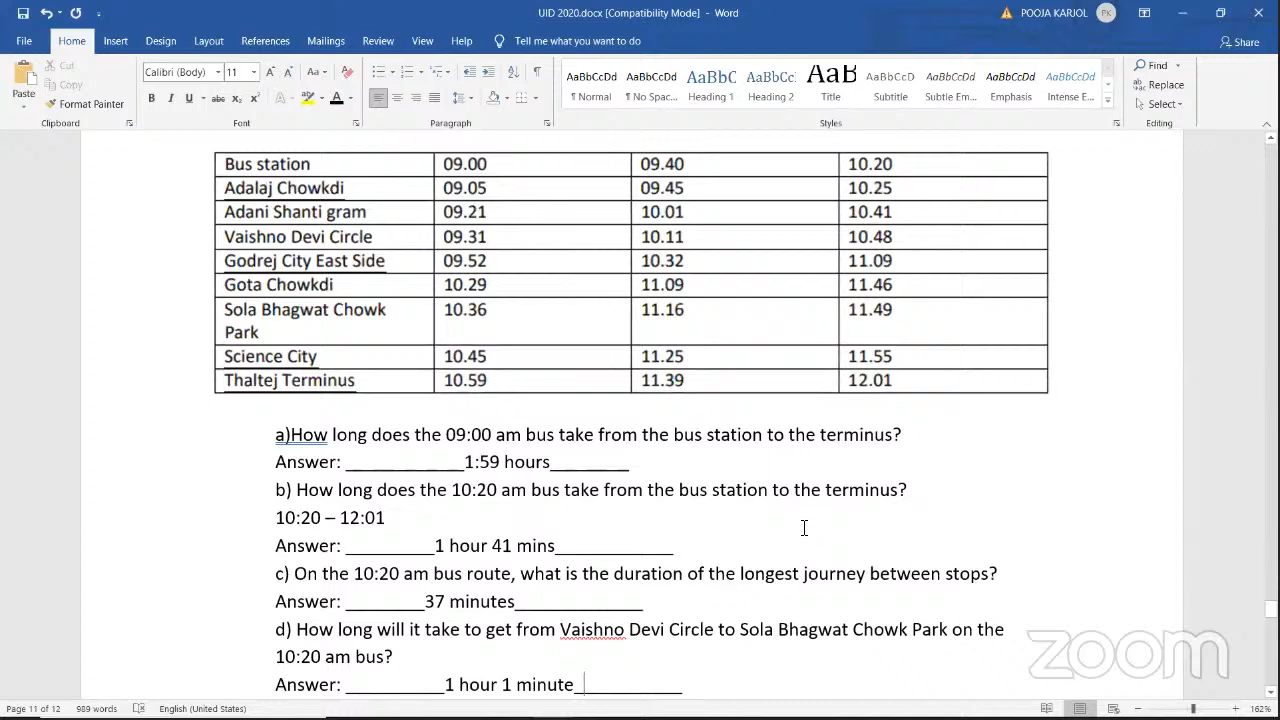 UID 2020.docx [Compatibility Mode] - Word
POOJA KARJOL PK
File Home Insert Design Layout References Mailings Review View Help Tell me what you want to do Share
Paste Cut Copy Format Painter
Calibri (Body) 11
Clipboard Font Paragraph Styles Editing
AaBbCcDd AaBbCcDd AaBbC AaBbCc AaB AaBbCcD AaBbCcDd AaBbCcDd AaBbCcDd
¶ Normal ¶ No Spac... Heading 1 Heading 2 Title Subtitle Subtle Em... Emphasis Intense E...
Find Replace Select
Bus station 09.00 09.40 10.20
Adalaj Chowkdi 09.05 09.45 10.25
Adani Shanti gram 09.21 10.01 10.41
Vaishno Devi Circle 09.31 10.11 10.48
Godrej City East Side 09.52 10.32 11.09
Gota Chowkdi 10.29 11.09 11.46
Sola Bhagwat Chowk Park 10.36 11.16 11.49
Science City 10.45 11.25 11.55
Thaltej Terminus 10.59 11.39 12.01
a)How long does the 09:00 am bus take from the bus station to the terminus?
Answer: ____________1:59 hours________
b) How long does the 10:20 am bus take from the bus station to the terminus?
10:20 – 12:01
Answer: _________1 hour 41 mins____________
c) On the 10:20 am bus route, what is the duration of the longest journey between stops?
Answer: ________37 minutes_____________
d) How long will it take to get from Vaishno Devi Circle to Sola Bhagwat Chowk Park on the
10:20 am bus?
Answer: __________1 hour 1 minute___________
zoom
Page 11 of 12 989 words English (United States) 162%